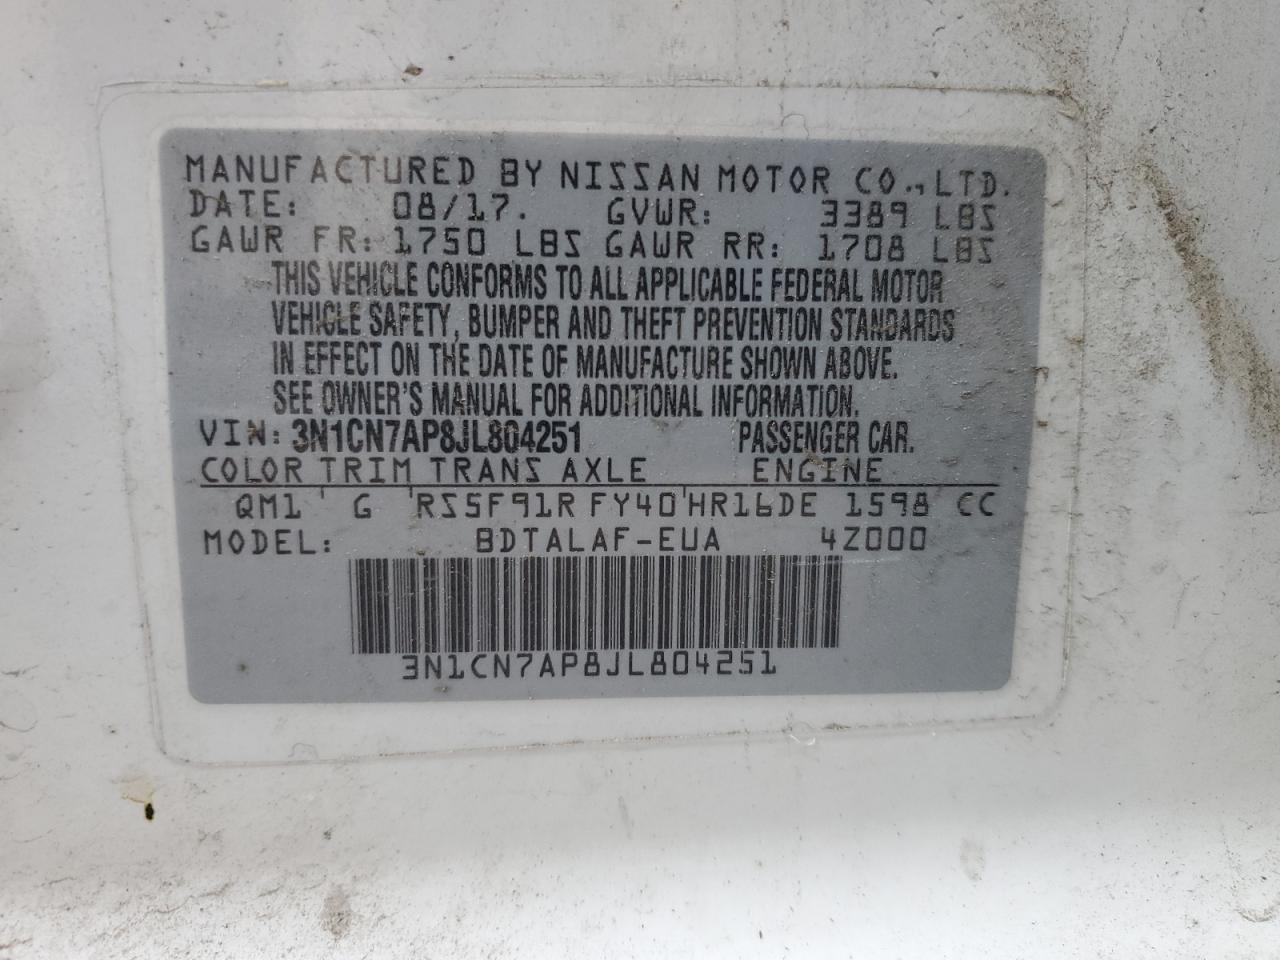 MANUFACTURED BY NISSAN MOTOR CO., LTD.
DATE: 08/17. GVWR: 3389 LBS
GAWR FR: 1750 LBS GAWR RR: 1708 LBS
THIS VEHICLE CONFORMS TO ALL APPLICABLE FEDERAL MOTOR
VEHICLE SAFETY, BUMPER AND THEFT PREVENTION STANDARDS
IN EFFECT ON THE DATE OF MANUFACTURE SHOWN ABOVE.
SEE OWNER'S MANUAL FOR ADDITIONAL INFORMATION.
VIN: 3N1CN7AP8JL804251 PASSENGER CAR.
COLOR TRIM TRANS AXLE ENGINE
QM1 ' G 'RS5F91R FY40'HR16DE 1598 CC
MODEL: BDTALAF-EUA 4Z000
3N1CN7AP8JL804251